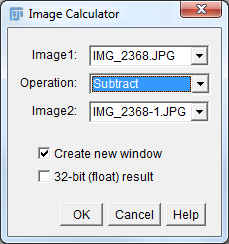 Image Calculator
Image1: IMG_2368.JPG
Operation: Subtract
Image2: IMG_2368-1.JPG
Create new window
32-bit (float) result
OK Cancel Help